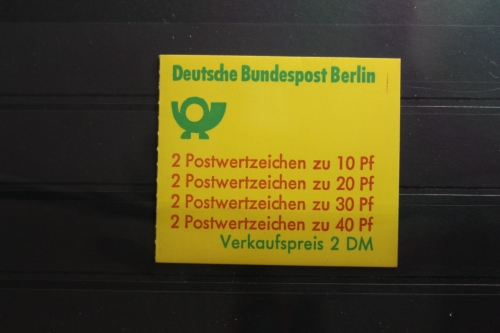 Deutsche Bundespost Berlin
2 Postwertzeichen zu 10 Pf
2 Postwertzeichen zu 20 Pf
2 Postwertzeichen zu 30 Pf
2 Postwertzeichen zu 40 Pf
Verkaufspreis 2 DM